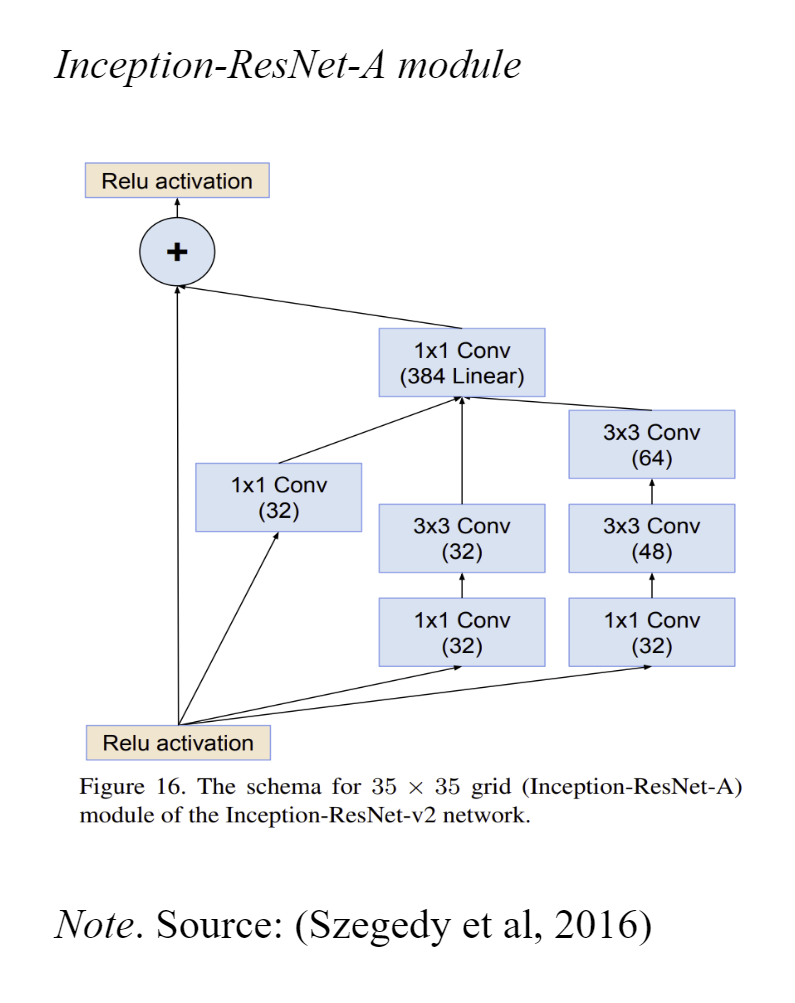 Inception-ResNet-A module
Relu activation
+
1x1 Conv
(384 Linear)
3x3 Conv
(64)
1x1 Conv
(32)
3x3 Conv
(32)
3x3 Conv
(48)
1x1 Conv
(32)
1x1 Conv
(32)
Relu activation
Figure 16. The schema for 35 × 35 grid (Inception-ResNet-A)
module of the Inception-ResNet-v2 network.
Note. Source: (Szegedy et al, 2016)